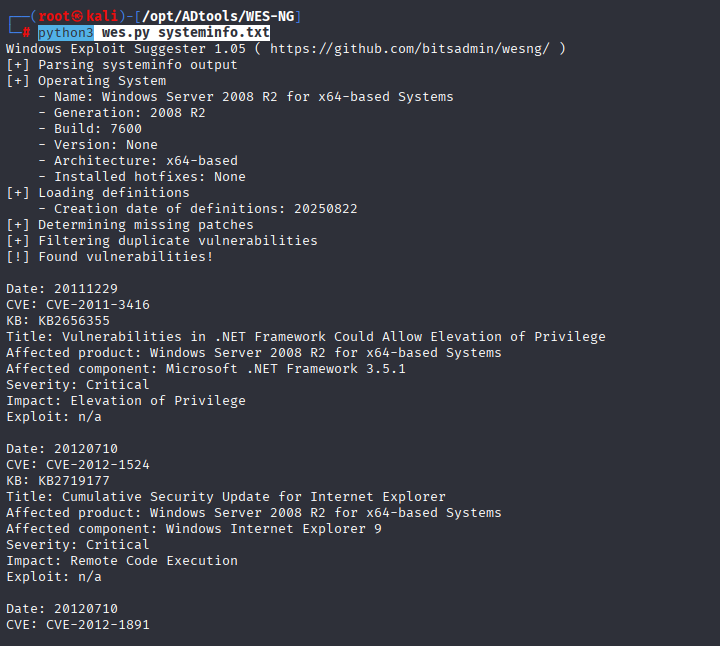 ┌──(root㉿kali)-[/opt/ADtools/WES-NG]
└─# python3 wes.py systeminfo.txt
Windows Exploit Suggester 1.05 ( https://github.com/bitsadmin/wesng/ )
[+] Parsing systeminfo output
[+] Operating System
    - Name: Windows Server 2008 R2 for x64-based Systems
    - Generation: 2008 R2
    - Build: 7600
    - Version: None
    - Architecture: x64-based
    - Installed hotfixes: None
[+] Loading definitions
    - Creation date of definitions: 20250822
[+] Determining missing patches
[+] Filtering duplicate vulnerabilities
[!] Found vulnerabilities!

Date: 20111229
CVE: CVE-2011-3416
KB: KB2656355
Title: Vulnerabilities in .NET Framework Could Allow Elevation of Privilege
Affected product: Windows Server 2008 R2 for x64-based Systems
Affected component: Microsoft .NET Framework 3.5.1
Severity: Critical
Impact: Elevation of Privilege
Exploit: n/a

Date: 20120710
CVE: CVE-2012-1524
KB: KB2719177
Title: Cumulative Security Update for Internet Explorer
Affected product: Windows Server 2008 R2 for x64-based Systems
Affected component: Windows Internet Explorer 9
Severity: Critical
Impact: Remote Code Execution
Exploit: n/a

Date: 20120710
CVE: CVE-2012-1891